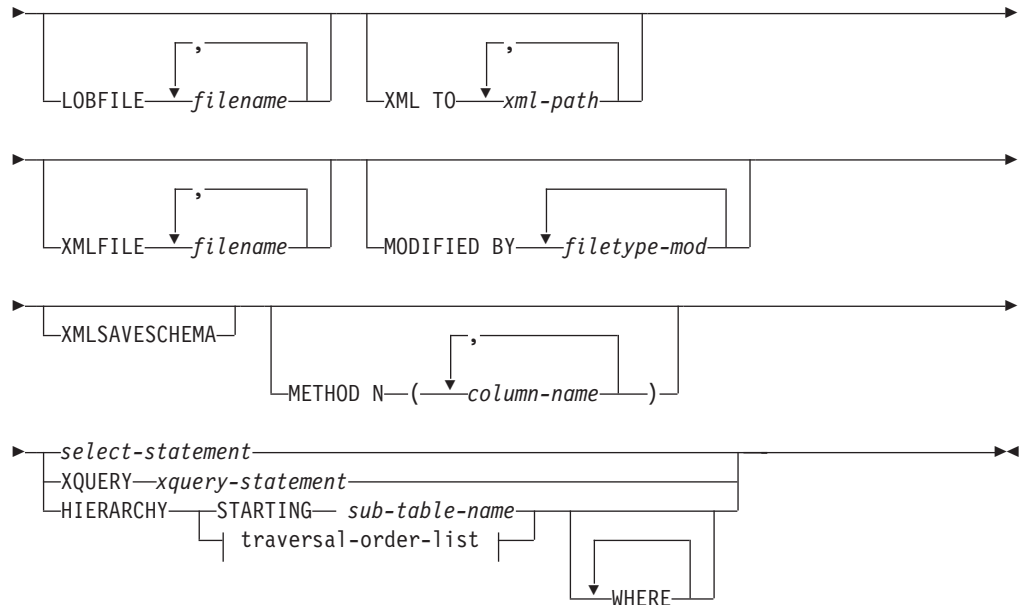 ,
,
LOBFILE filename
XML TO xml-path
,
XMLFILE filename
MODIFIED BY filetype-mod
XMLSAVESCHEMA
,
METHOD N ( column-name )
select-statement
XQUERY xquery-statement
HIERARCHY STARTING sub-table-name
traversal-order-list
WHERE